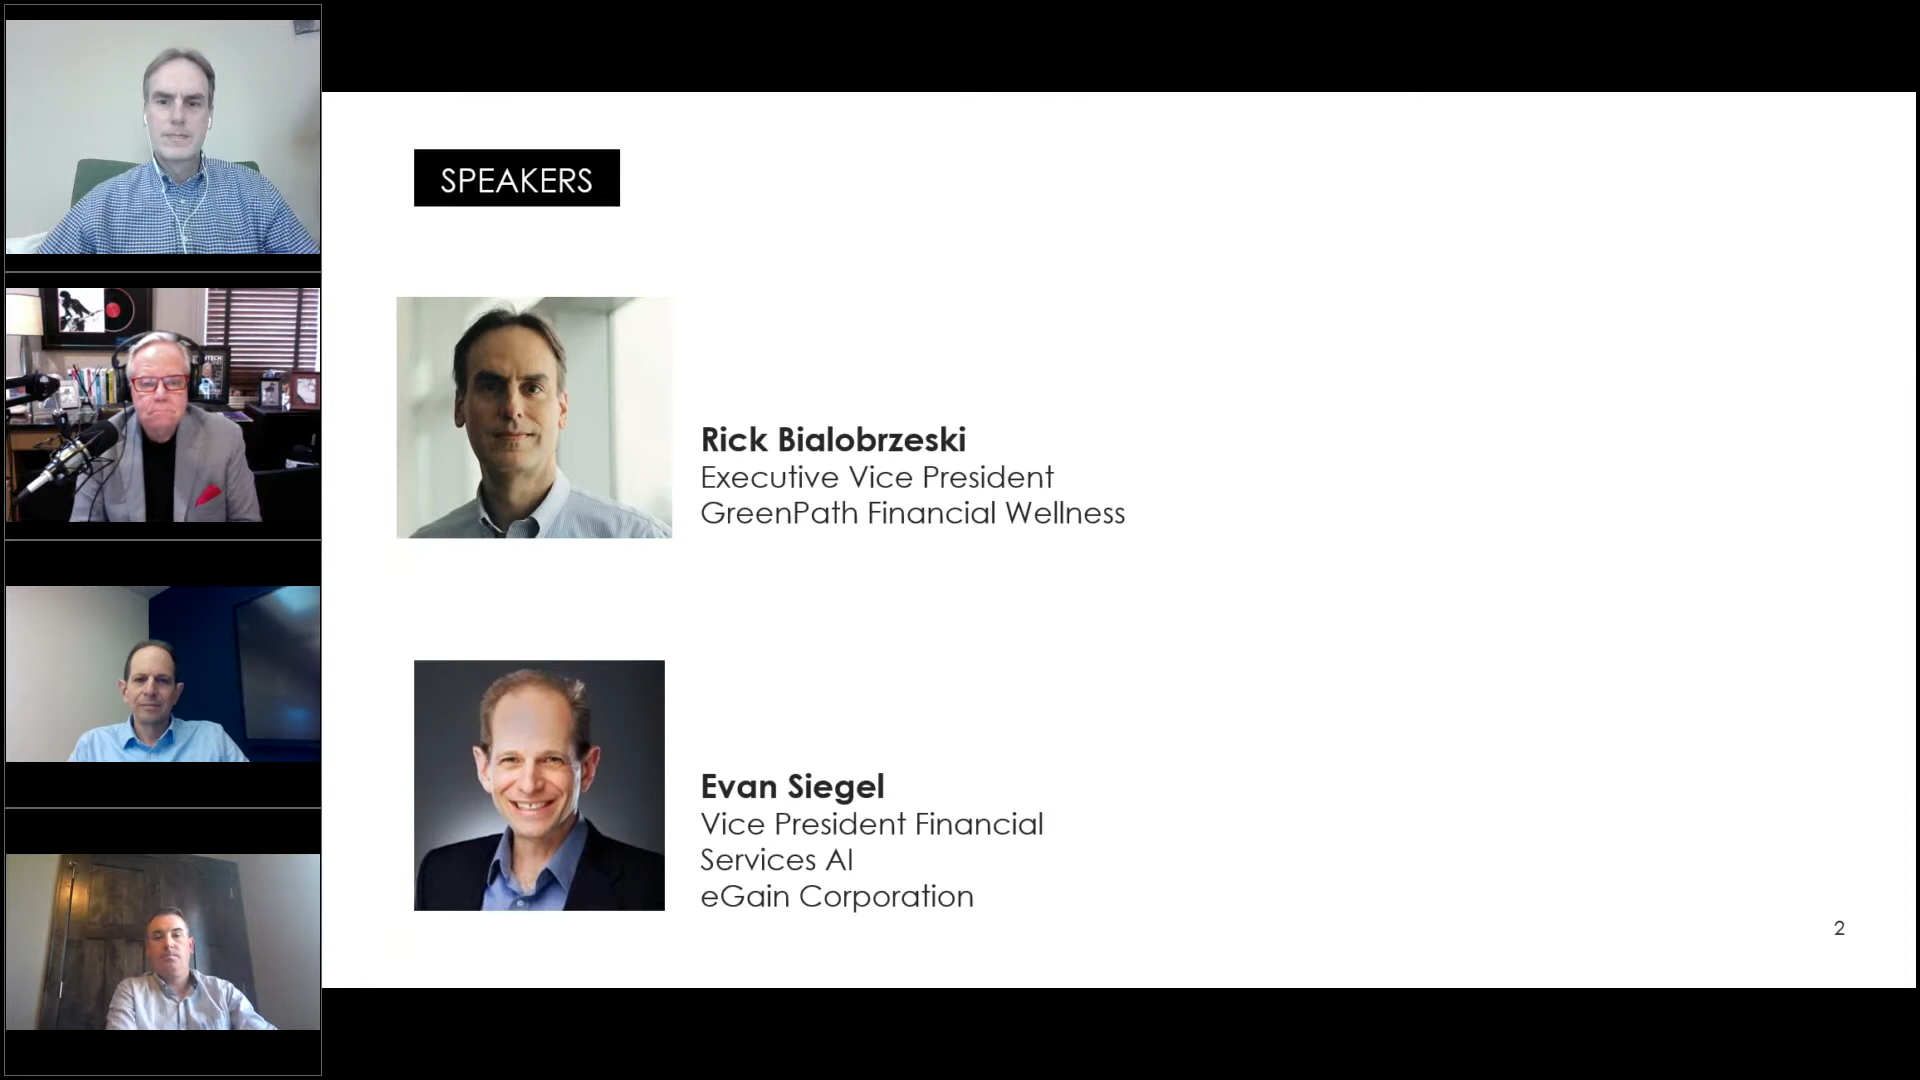 SPEAKERS
Rick Bialobrzeski
Executive Vice President
GreenPath Financial Wellness
Evan Siegel
Vice President Financial
Services AI
eGain Corporation
2